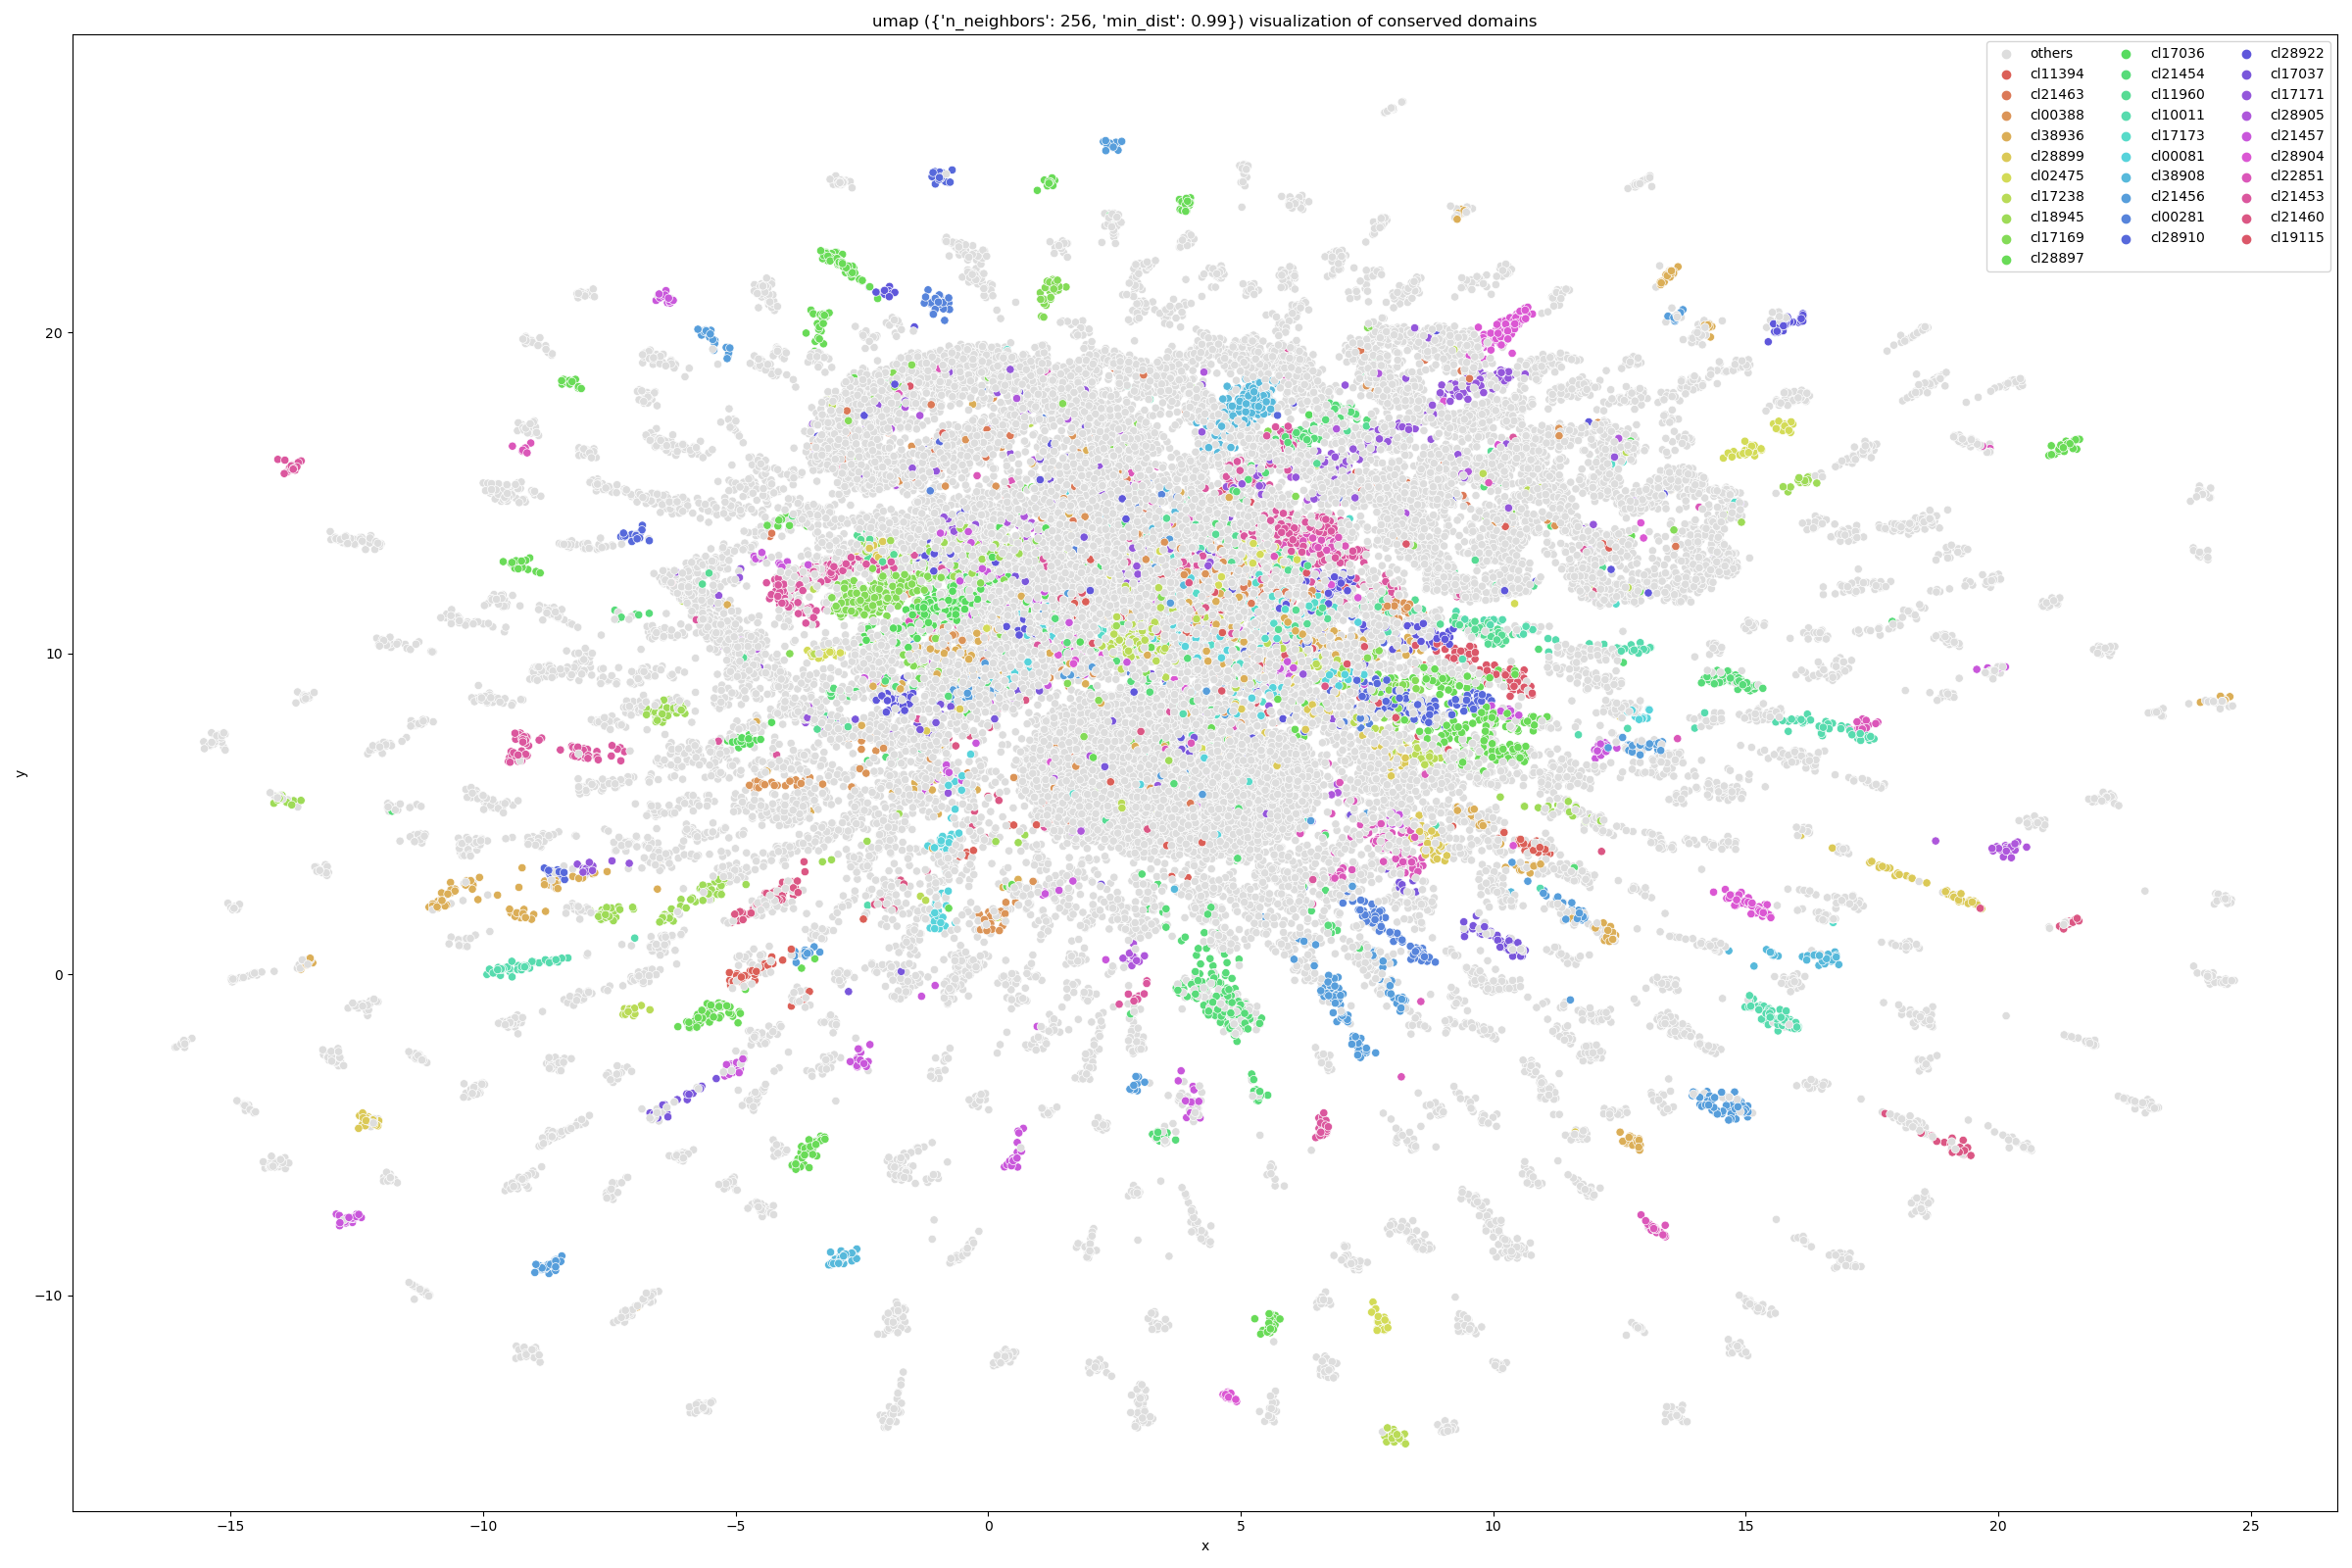 umap ({'n_neighbors': 256, 'min_dist': 0.99}) visualization of conserved domains
others
cl11394
cl21463
cl00388
cl38936
cl28899
cl02475
cl17238
cl18945
cl17169
cl28897
cl17036
cl21454
cl11960
cl10011
cl17173
cl00081
cl38908
cl21456
cl00281
cl28910
cl28922
cl17037
cl17171
cl28905
cl21457
cl28904
cl22851
cl21453
cl21460
cl19115
y
20
10
0
−10
−15
−10
−5
0
5
10
15
20
25
x